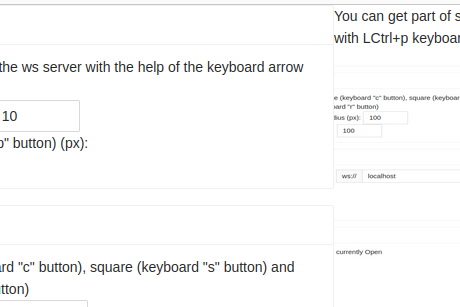 the ws server with the help of the keyboard arrow
10
" button) (px):
ard "c" button), square (keyboard "s" button) and
tton)
You can get part of s
with LCtrl+p keyboar
e (keyboard "c" button), square (keyboar
oard "r" button)
dius (px): 100
100
ws:// localhost
currently Open